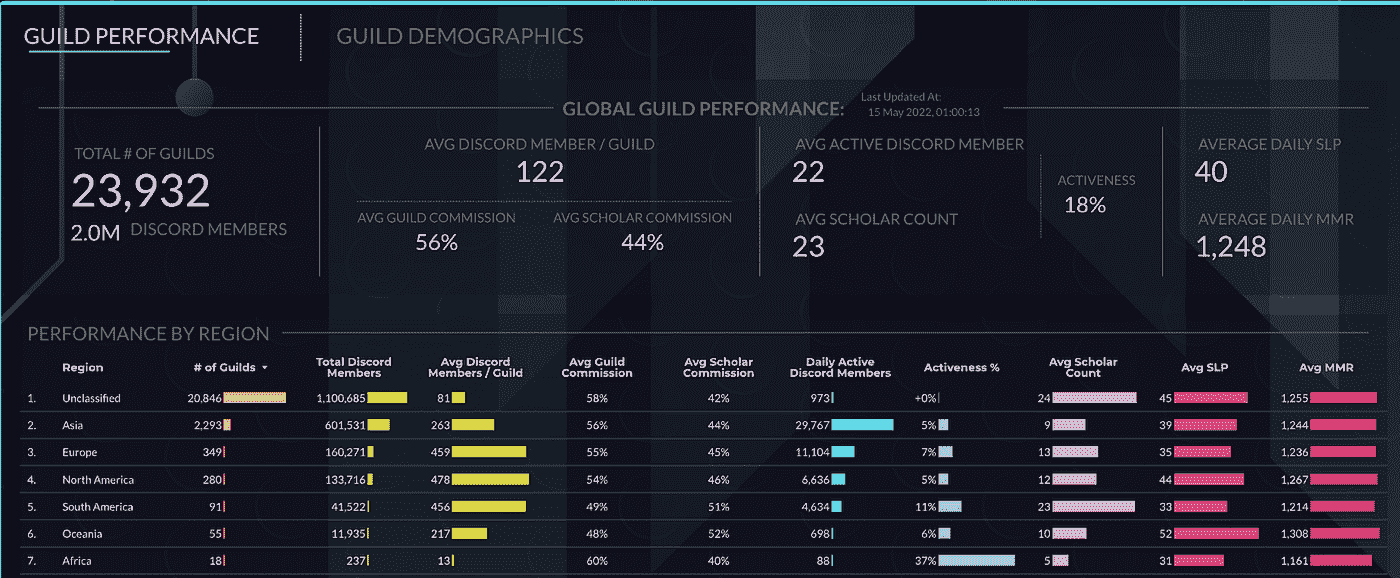 GUILD PERFORMANCE
GUILD DEMOGRAPHICS
GLOBAL GUILD PERFORMANCE:
Last Updated At:
15 May 2022, 01:00:13
TOTAL # OF GUILDS
23,932
2.0M DISCORD MEMBERS
AVG DISCORD MEMBER / GUILD
122
AVG GUILD COMMISSION
56%
AVG SCHOLAR COMMISSION
44%
AVG ACTIVE DISCORD MEMBER
22
AVG SCHOLAR COUNT
23
ACTIVENESS
18%
AVERAGE DAILY SLP
40
AVERAGE DAILY MMR
1,248
PERFORMANCE BY REGION
Region # of Guilds Total Discord Members Avg Discord Members / Guild Avg Guild Commission Avg Scholar Commission Daily Active Discord Members Activeness % Avg Scholar Count Avg SLP Avg MMR
1. Unclassified 20,846 1,100,685 81 58% 42% 973 +0% 24 45 1,255
2. Asia 2,293 601,531 263 56% 44% 29,767 5% 9 39 1,244
3. Europe 349 160,271 459 55% 45% 11,104 7% 13 35 1,236
4. North America 280 133,716 478 54% 46% 6,636 5% 12 44 1,267
5. South America 91 41,522 456 49% 51% 4,634 11% 23 33 1,214
6. Oceania 55 11,935 217 48% 52% 698 6% 10 52 1,308
7. Africa 18 237 13 60% 40% 88 37% 5 31 1,161